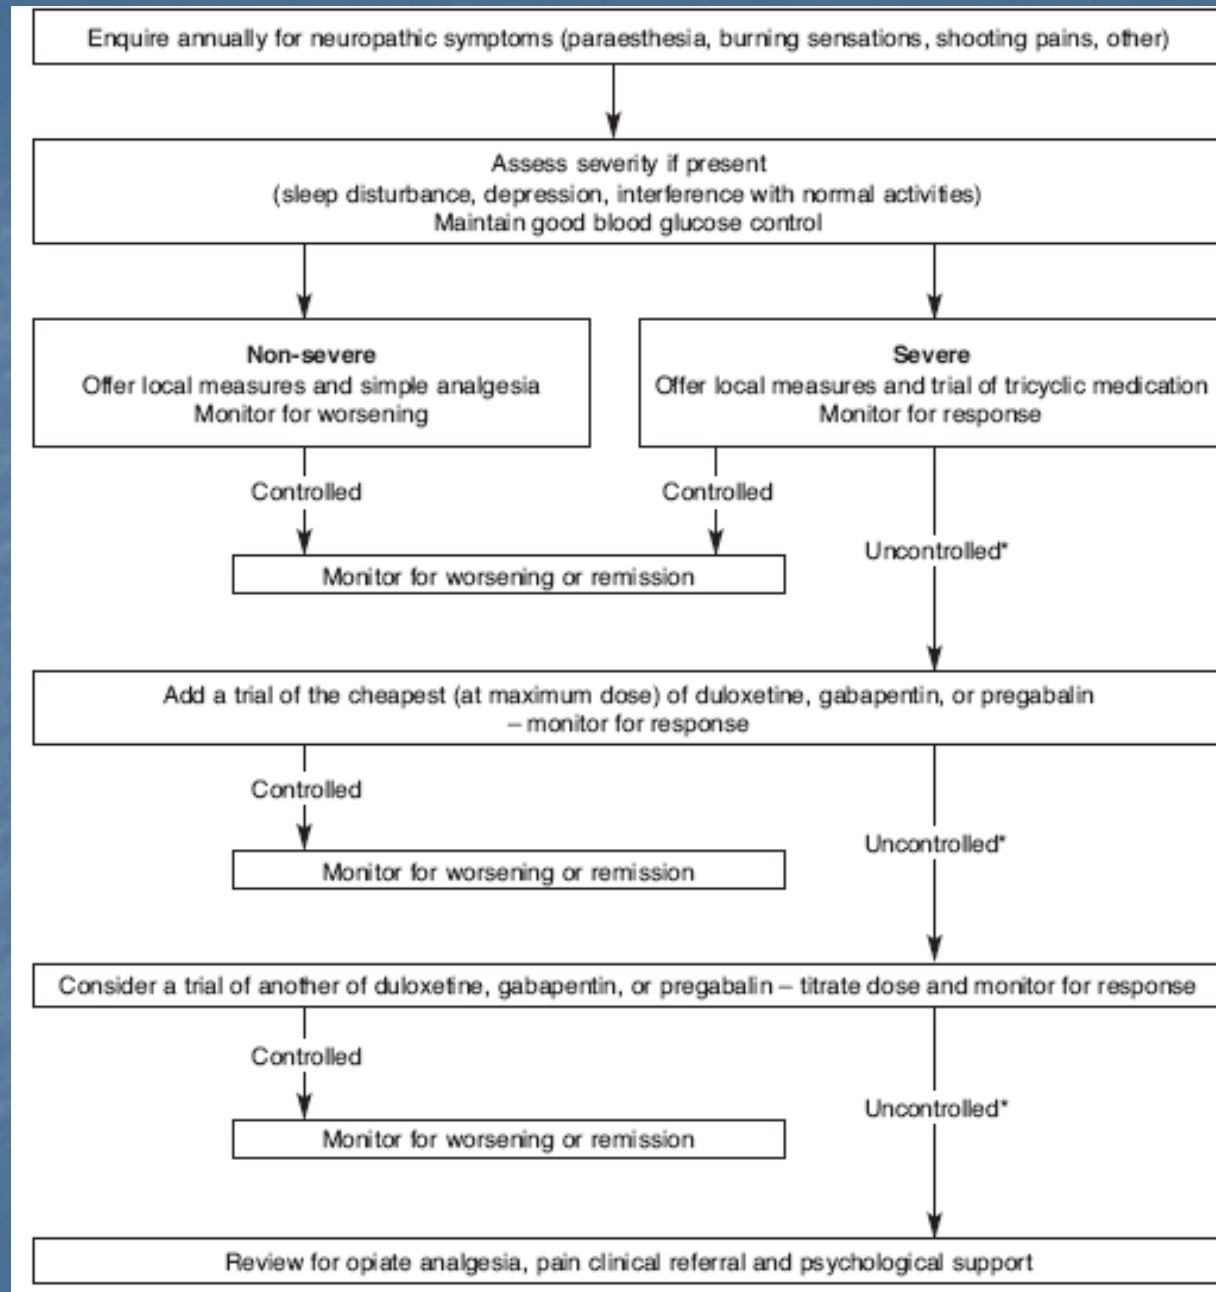 Enquire annually for neuropathic symptoms (paraesthesia, burning sensations, shooting pains, other)
Assess severity if present
(sleep disturbance, depression, interference with normal activities)
Maintain good blood glucose control
Non-severe
Offer local measures and simple analgesia
Monitor for worsening
Severe
Offer local measures and trial of tricyclic medication
Monitor for response
Controlled
Controlled
Uncontrolled*
Monitor for worsening or remission
Add a trial of the cheapest (at maximum dose) of duloxetine, gabapentin, or pregabalin
– monitor for response
Controlled
Uncontrolled*
Monitor for worsening or remission
Consider a trial of another of duloxetine, gabapentin, or pregabalin – titrate dose and monitor for response
Controlled
Uncontrolled*
Monitor for worsening or remission
Review for opiate analgesia, pain clinical referral and psychological support